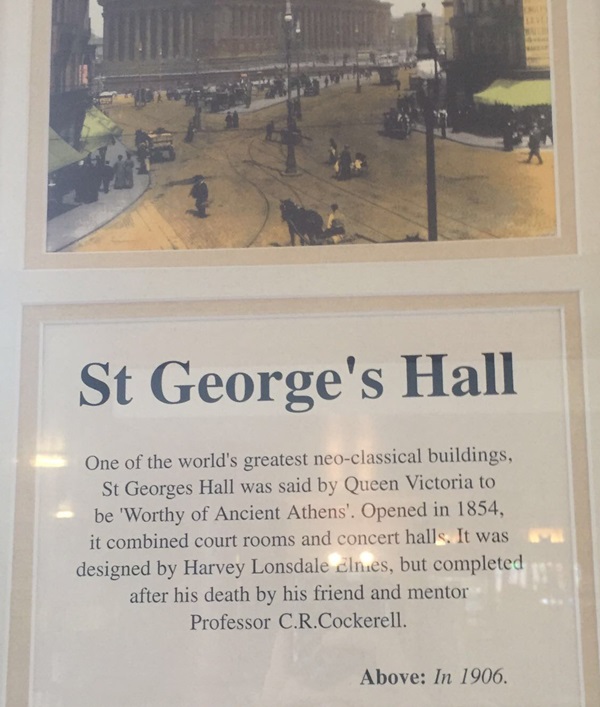 St George's Hall
One of the world's greatest neo-classical buildings,
St Georges Hall was said by Queen Victoria to
be 'Worthy of Ancient Athens'. Opened in 1854,
it combined court rooms and concert halls. It was
designed by Harvey Lonsdale Elmes, but completed
after his death by his friend and mentor
Professor C.R.Cockerell.
Above: In 1906.